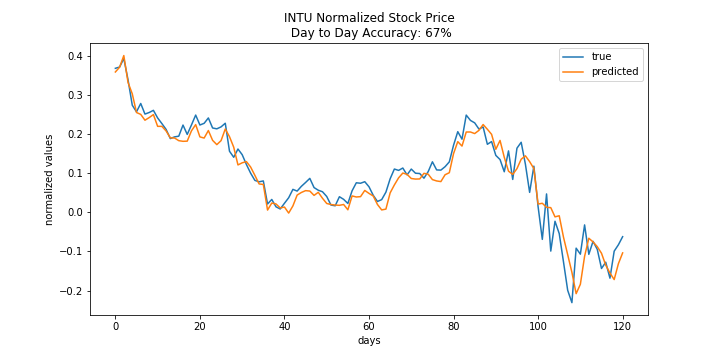 INTU Normalized Stock Price
Day to Day Accuracy: 67%
true
predicted
normalized values
0.4
0.3
0.2
0.1
0.0
−0.1
−0.2
0 20 40 60 80 100 120
days